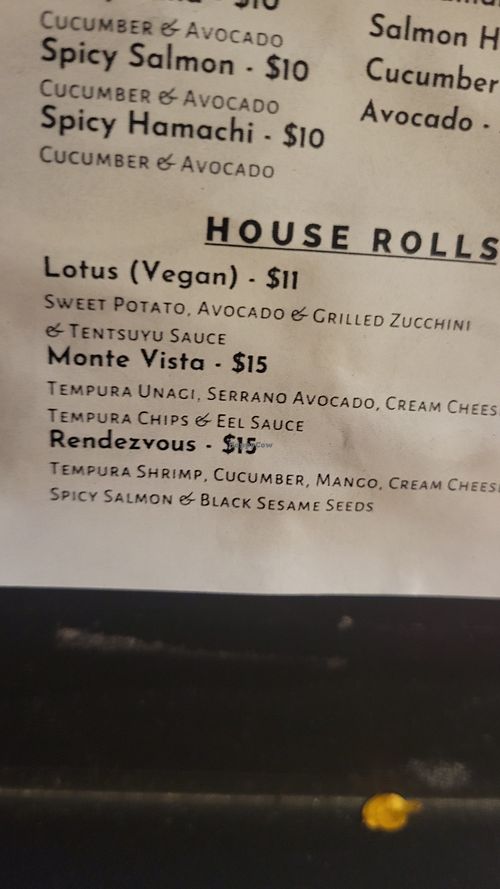 - $10
Cucumber & Avocado
Spicy Salmon - $10
Cucumber & Avocado
Spicy Hamachi - $10
Cucumber & Avocado
Salmon H
Cucumber
Avocado -
HOUSE ROLLS
Lotus (Vegan) - $11
Sweet Potato, Avocado & Grilled Zucchini
& Tentsuyu Sauce
Monte Vista - $15
Tempura Unagi, Serrano Avocado, Cream Chees
Tempura Chips & Eel Sauce
Rendezvous - $15
Tempura Shrimp, Cucumber, Mango, Cream Chees
Spicy Salmon & Black Sesame Seeds